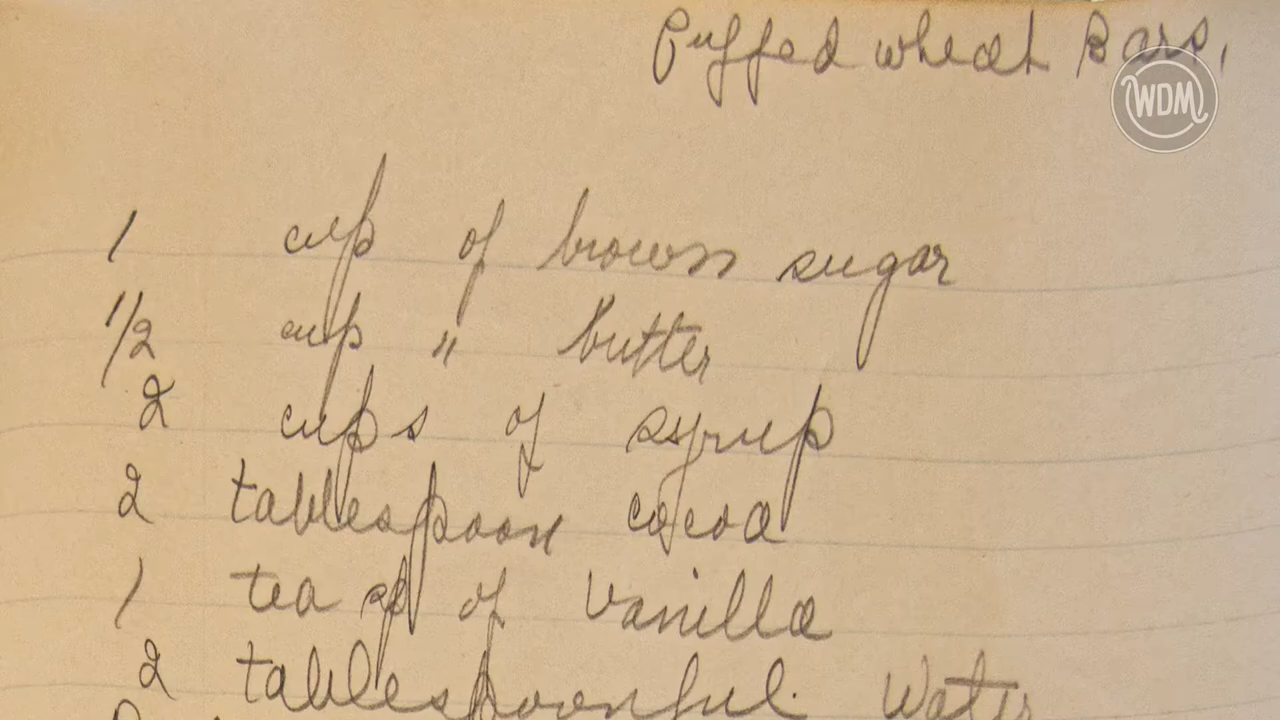 Puffed wheat Bars,
WDM
1 cup of brown sugar
1/2 cup " butter
2 cups of syrup
2 tablespoon cocoa
1 tea sp of vanilla
2 tablespoonful. Water